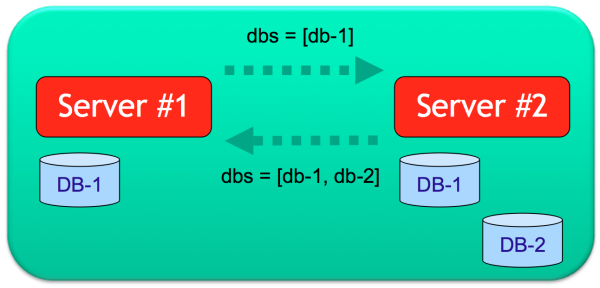 dbs = [db-1]
Server #1
Server #2
dbs = [db-1, db-2]
DB-1
DB-1
DB-2